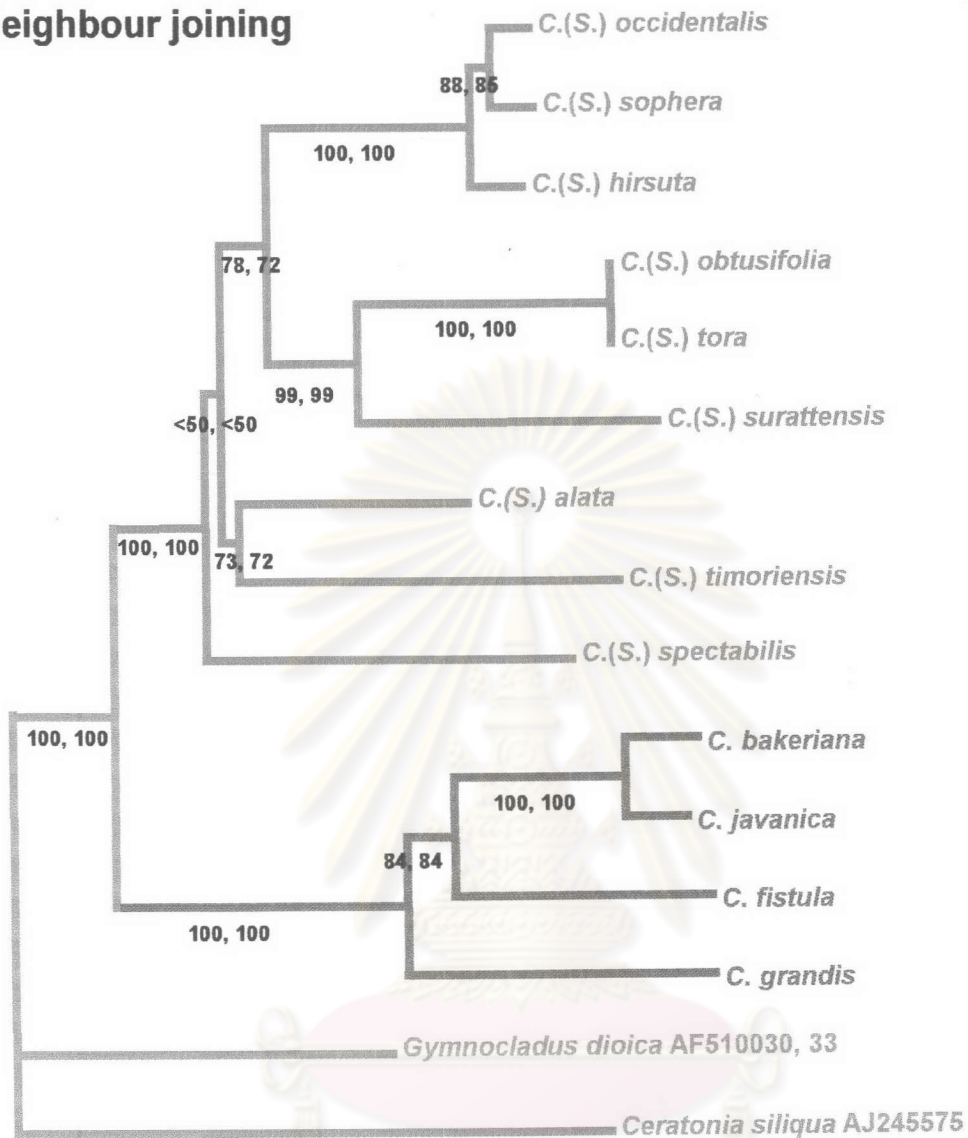 eighbour joining
C.(S.) occidentalis
88, 85
C.(S.) sophera
100, 100
C.(S.) hirsuta
78, 72
C.(S.) obtusifolia
100, 100
C.(S.) tora
99, 99
<50, <50
C.(S.) surattensis
C.(S.) alata
100, 100
73, 72
C.(S.) timoriensis
C.(S.) spectabilis
100, 100
C. bakeriana
100, 100
C. javanica
84, 84
C. fistula
100, 100
C. grandis
Gymnocladus dioica AF510030, 33
Ceratonia siliqua AJ245575